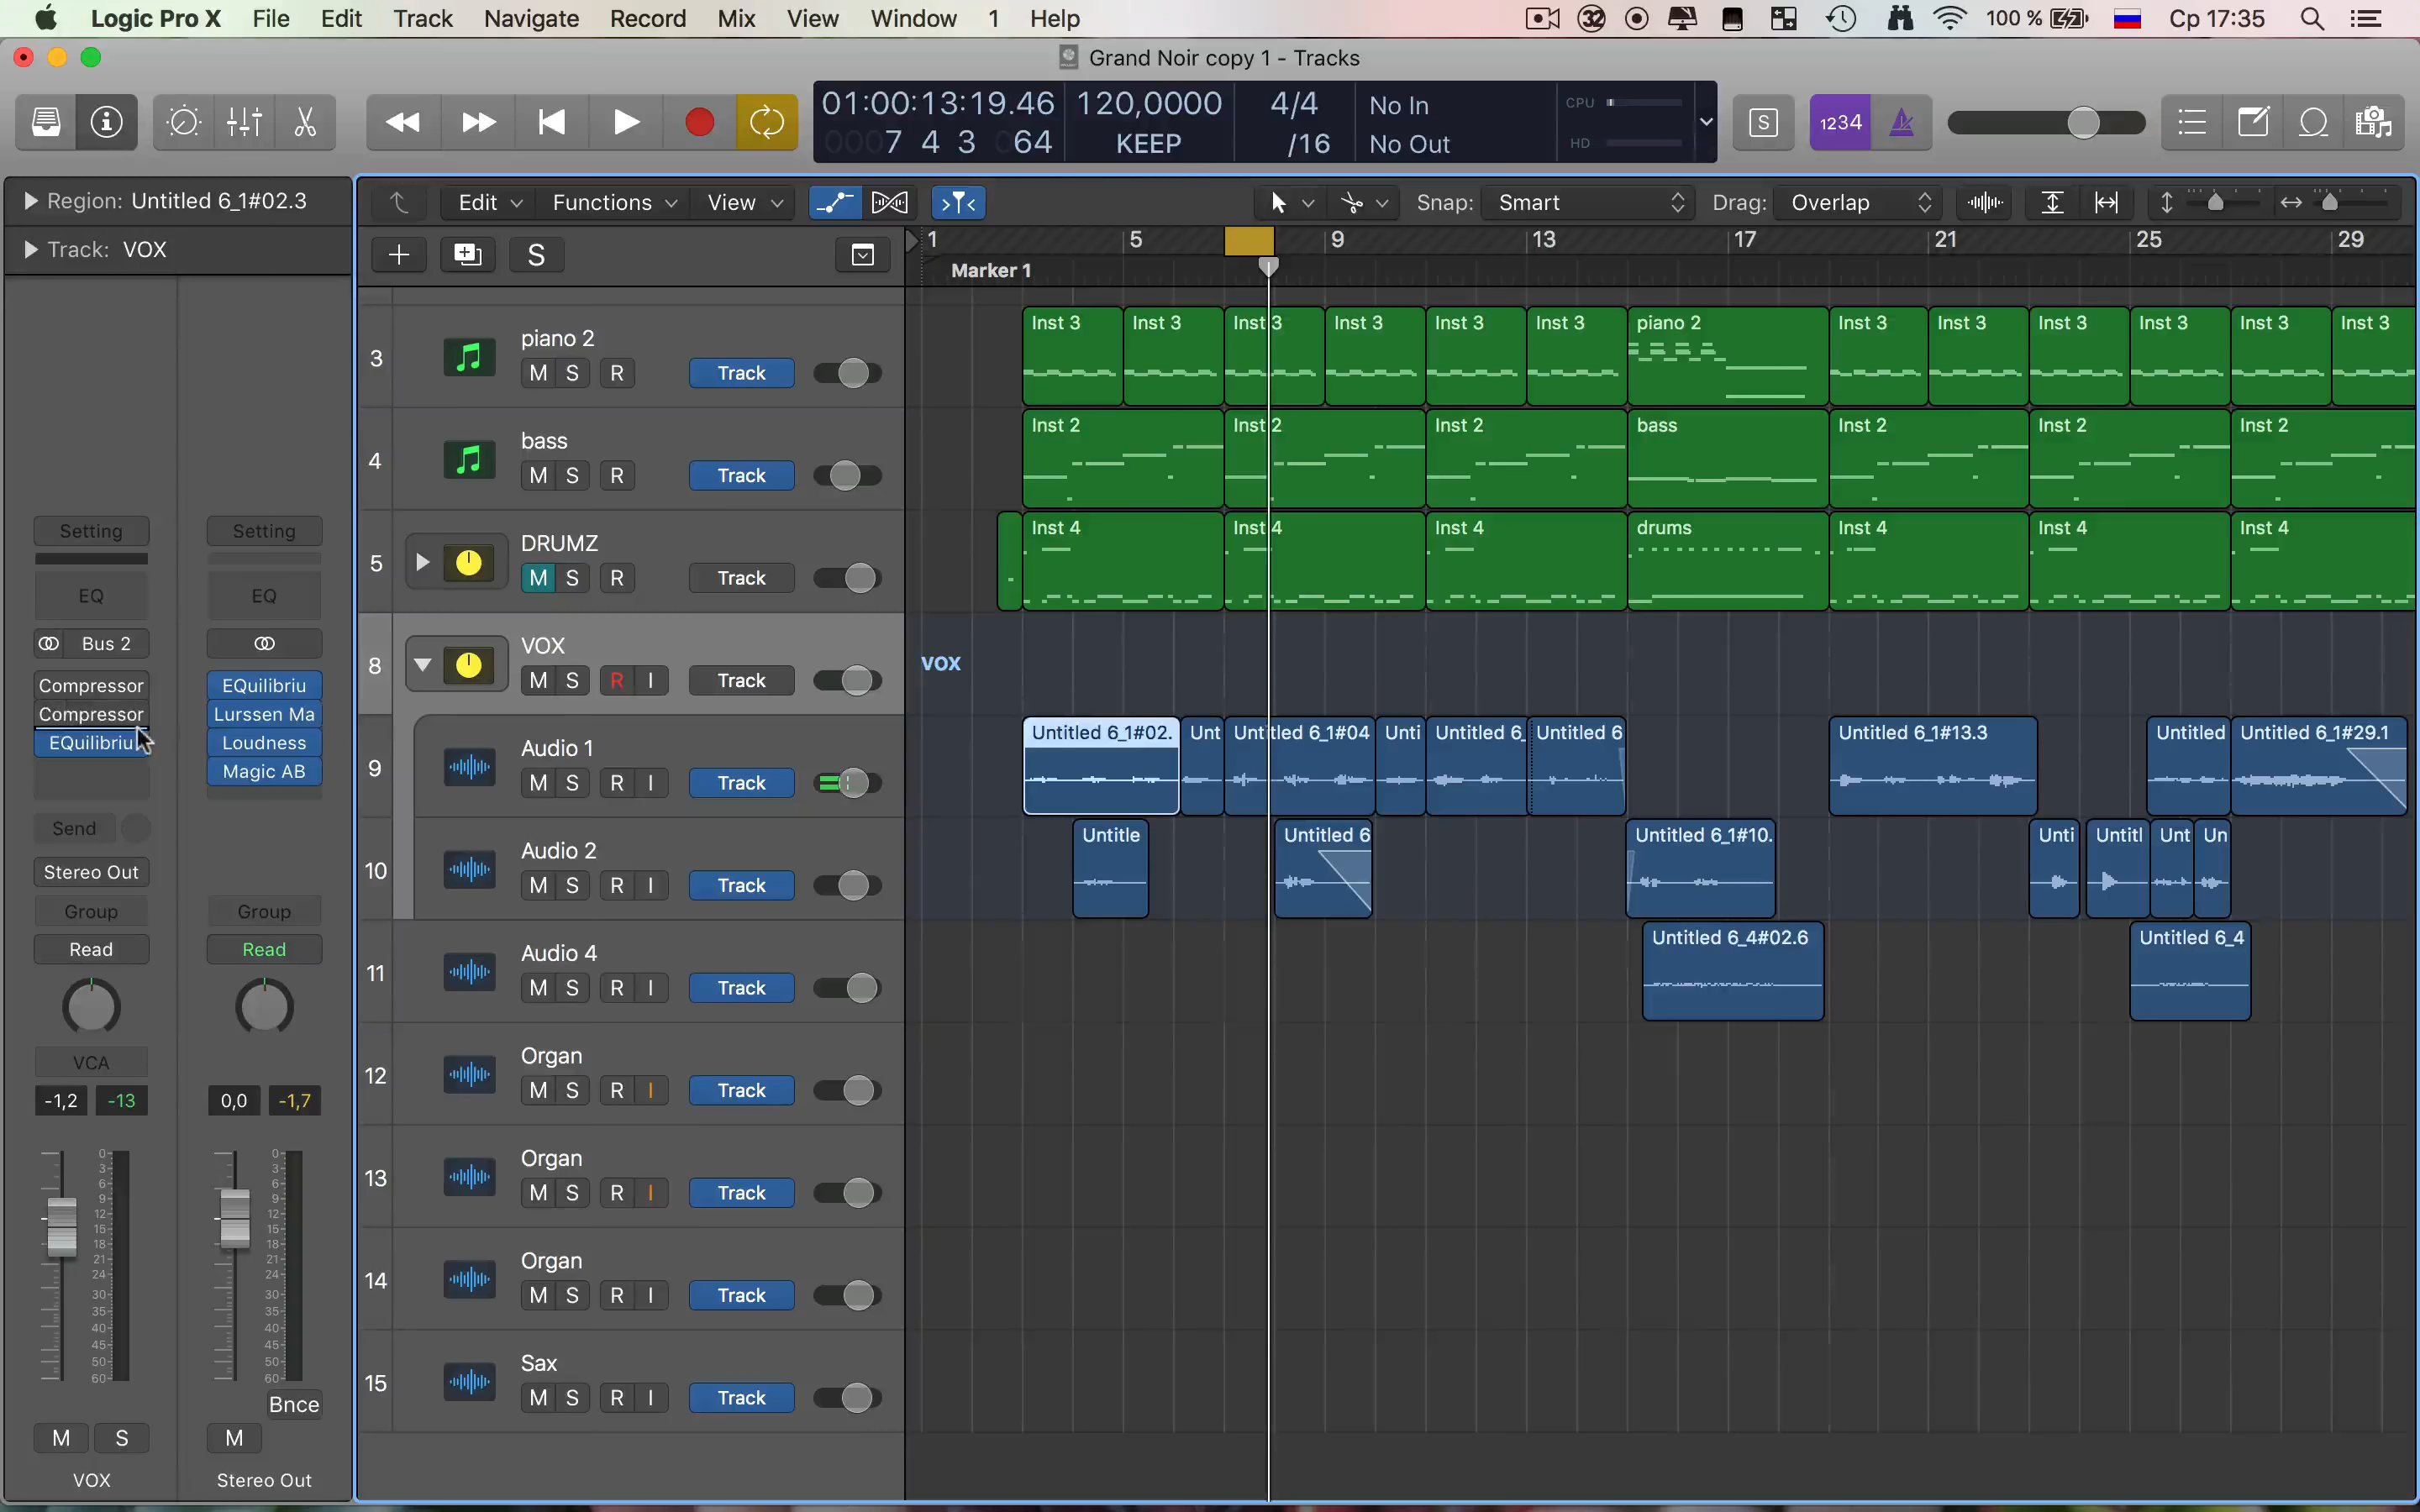 Logic Pro X File Edit Track Navigate Record Mix View Window 1 Help 32 100 % Ср 17:35
Grand Noir copy 1 - Tracks
01:00:13:19.46 120,0000 4/4 No In CPU
0007 4 3 064 KEEP /16 No Out HD
S 1234
Region: Untitled 6_1#02.3
Track: VOX
Edit Functions View Snap: Smart Drag: Overlap
S
1 5 9 13 17 21 25 29
Marker 1
3 piano 2 M S R Track
Inst 3 Inst 3 Inst 3 Inst 3 Inst 3 Inst 3 piano 2 Inst 3 Inst 3 Inst 3 Inst 3 Inst 3 Inst 3
4 bass M S R Track
Inst 2 Inst 2 Inst 2 bass Inst 2 Inst 2 Inst 2
5 DRUMZ M S R Track
Inst 4 Inst 4 Inst 4 drums Inst 4 Inst 4 Inst 4
8 VOX M S R I Track
VOX
9 Audio 1 M S R I Track
Untitled 6_1#02. Unt Untitled 6_1#04 Unti Untitled 6_ Untitled 6 Untitled 6_1#13.3 Untitled Untitled 6_1#29.1
10 Audio 2 M S R I Track
Untitle Untitled 6 Untitled 6_1#10. Unti Untitl Unt Un
11 Audio 4 M S R I Track
Untitled 6_4#02.6 Untitled 6_4
12 Organ M S R I Track
13 Organ M S R I Track
14 Organ M S R I Track
15 Sax M S R I Track
Setting Setting
EQ EQ
Bus 2
Compressor EQuilibriu
Compressor Lurssen Ma
EQuilibriu Loudness
Magic AB
Send
Stereo Out
Group Group
Read Read
VCA
-1,2 -13 0,0 -1,7
0 0
3 3
6 6
9 9
12 12
15 15
18 18
21 21
24 24
30 30
35 35
40 40
45 45
50 50
60 60
Bnce
M S M
VOX Stereo Out